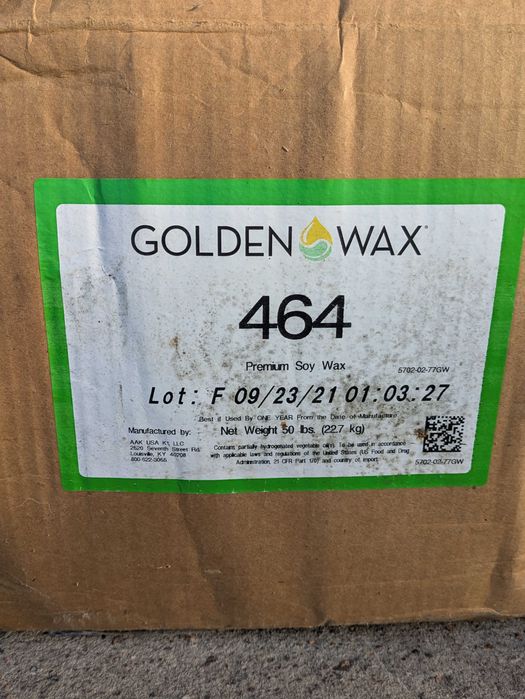 GOLDEN WAX
464
Premium Soy Wax
5702-02-77GW
Lot: F 09/23/21 01:03:27
Best if Used By ONE YEAR From the Date of Manufacture
Manufactured by:
Net Weight 50 lbs. (22.7 kg)
AAK USA K1, LLC
2520 Seventh Street Rd.
Louisville, KY 40208
800-622-3055
Contains partially hydrogenated vegetable oil/s. To be used in accordance
with applicable laws and regulations of the United States (US Food and Drug
Administration, 21 CFR Part 170) and country of import.
5702-02-77GW